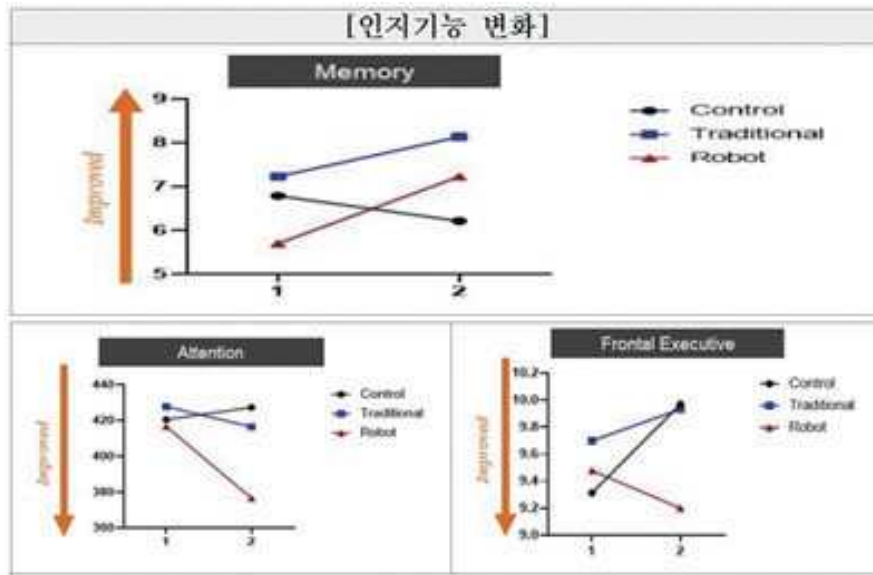 [인지기능 변화]
Memory
Improved
9
8
7
6
5
1 2
Control
Traditional
Robot
Attention
Improved
440
420
400
380
360
1 2
Control
Traditional
Robot
Frontal Executive
Improved
10.2
10.0
9.8
9.6
9.4
9.2
9.0
1 2
Control
Traditional
Robot